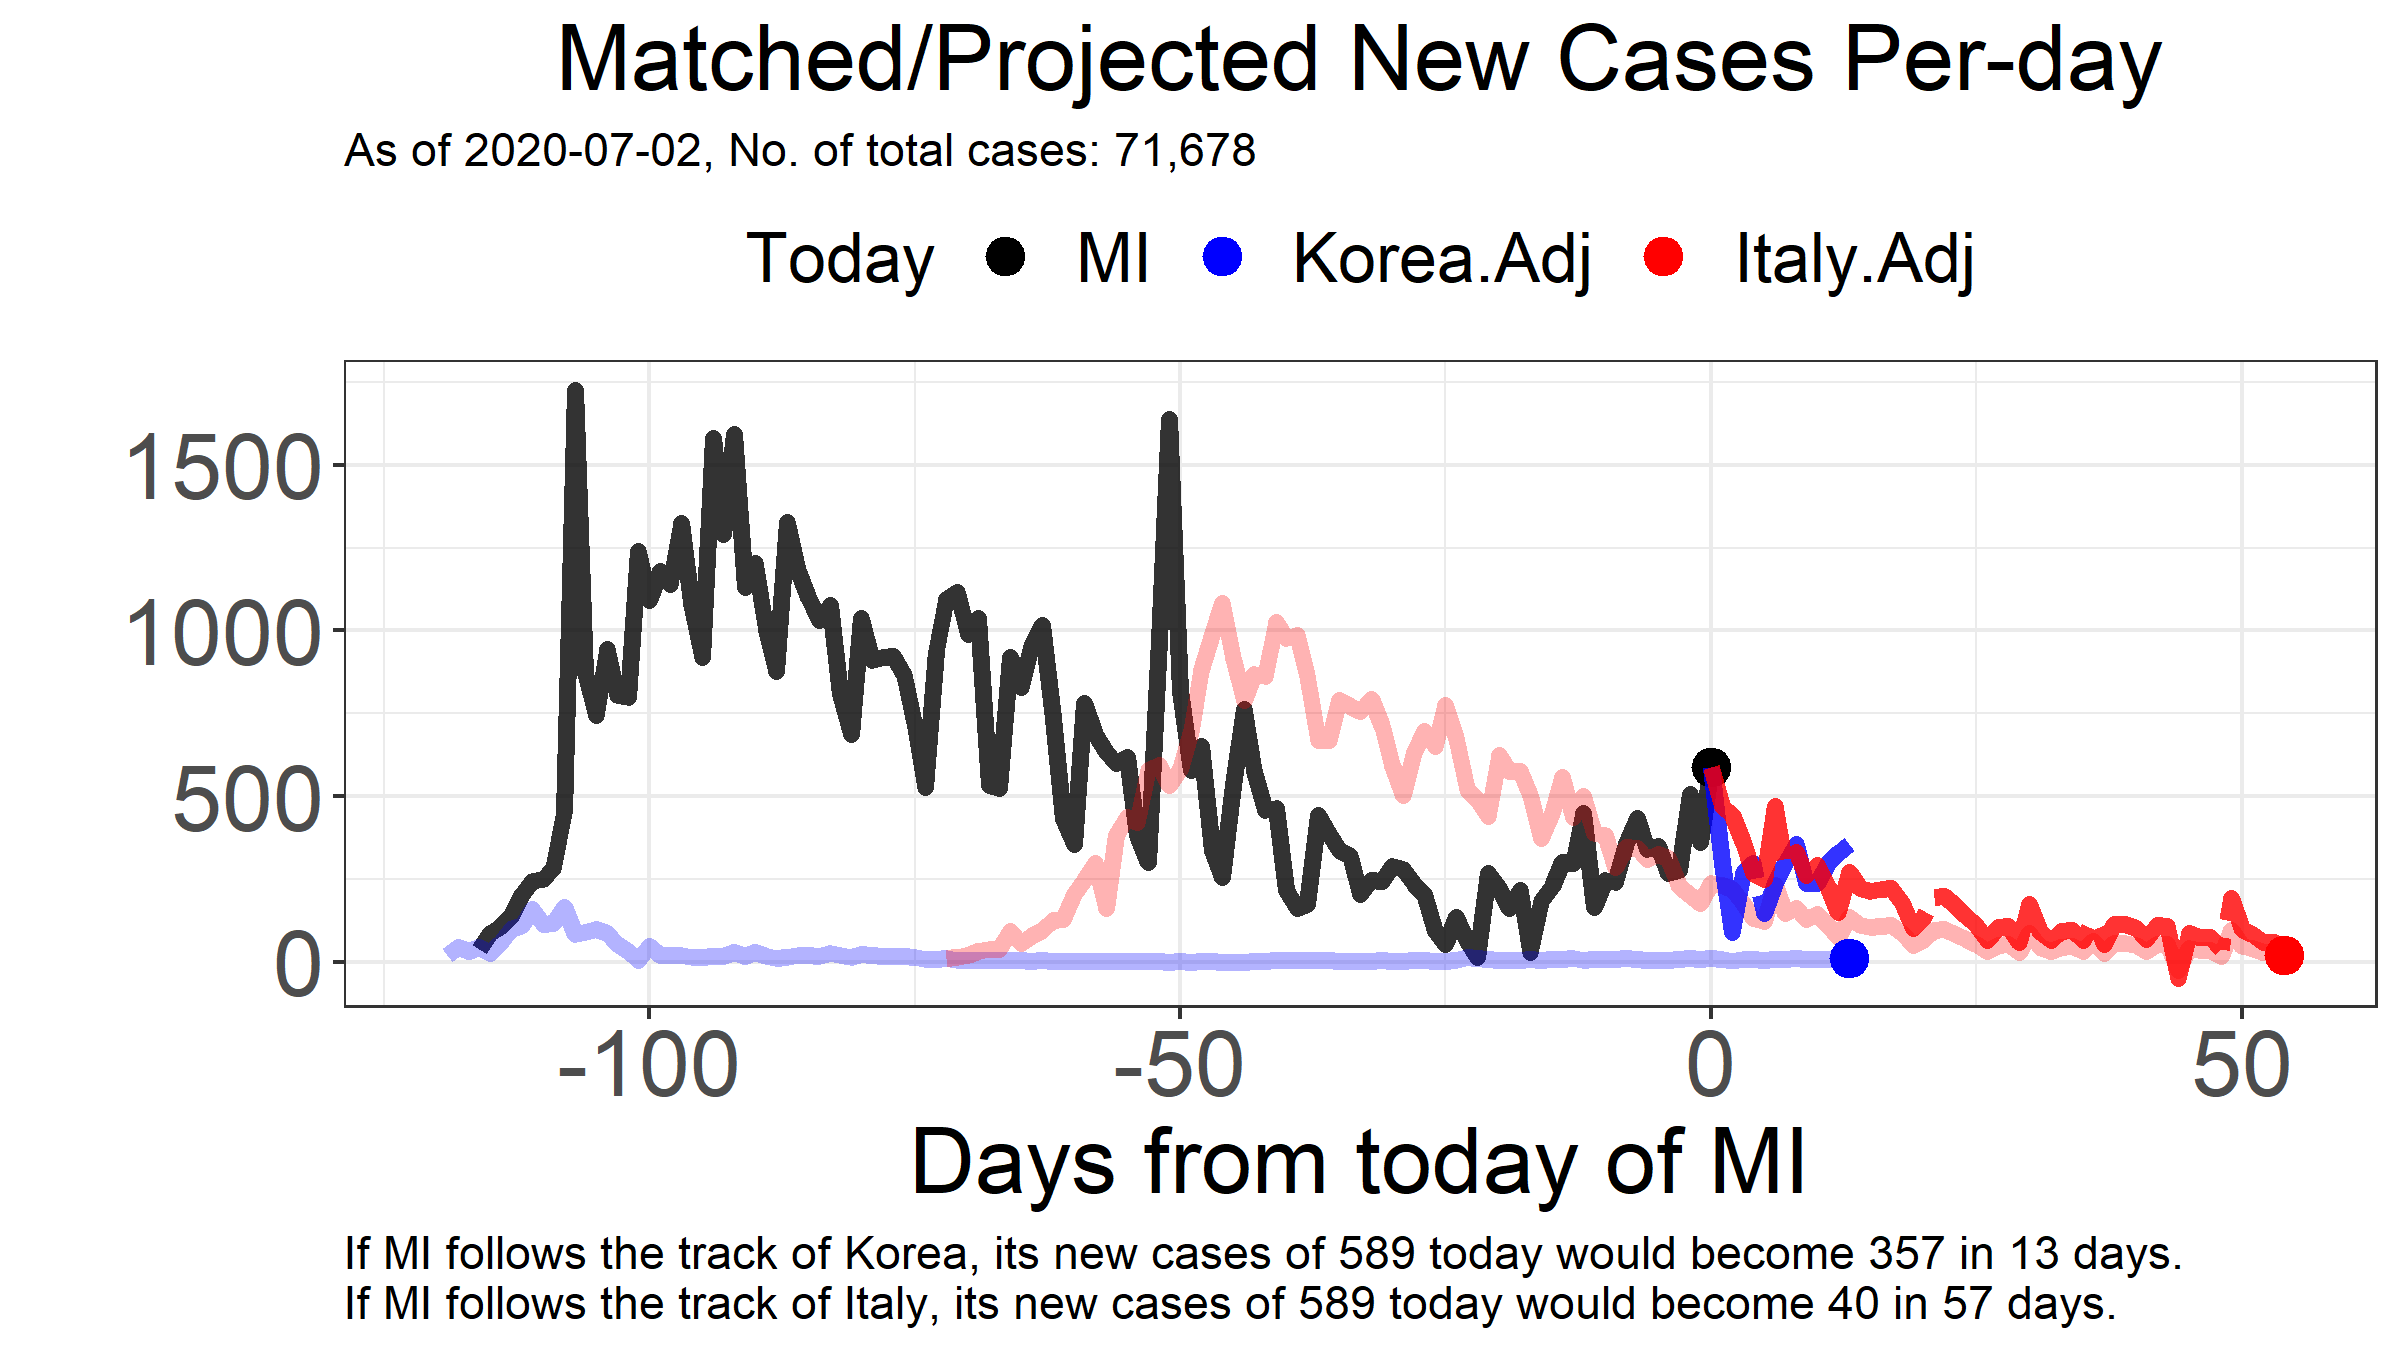 Matched/Projected New Cases Per-day
As of 2020-07-02, No. of total cases: 71,678
Today MI Korea.Adj Italy.Adj
1500
1000
500
0
-100 -50 0 50
Days from today of MI
If MI follows the track of Korea, its new cases of 589 today would become 357 in 13 days.
If MI follows the track of Italy, its new cases of 589 today would become 40 in 57 days.